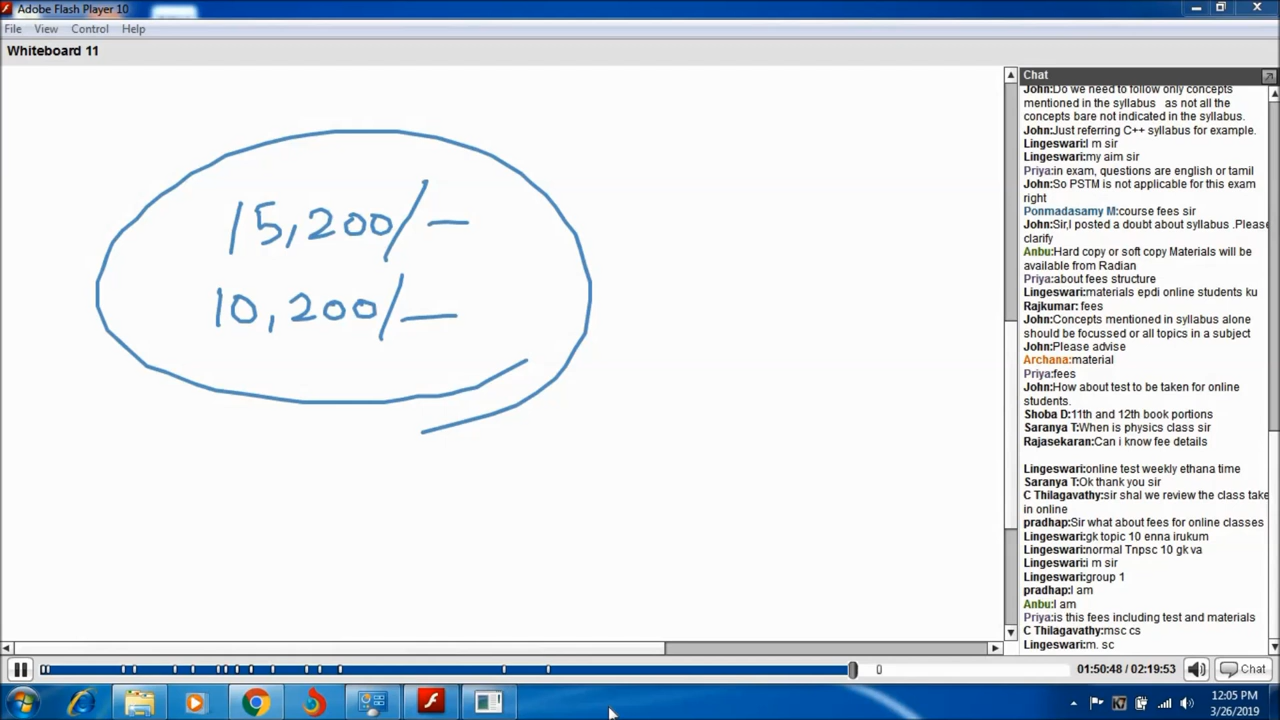 Adobe Flash Player 10
File View Control Help
Whiteboard 11
15,200/-
10,200/-
Chat
John:Do we need to follow only concepts
mentioned in the syllabus as not all the
concepts bare not indicated in the syllabus.
John:Just referring C++ syllabus for example.
Lingeswari:I m sir
Lingeswari:my aim sir
Priya:in exam, questions are english or tamil
John:So PSTM is not applicable for this exam
right
Ponmadasamy M:course fees sir
John:Sir,I posted a doubt about syllabus .Please
clarify
Anbu:Hard copy or soft copy Materials will be
available from Radian
Priya:about fees structure
Lingeswari:materials epdi online students ku
Rajkumar: fees
John:Concepts mentioned in syllabus alone
should be focussed or all topics in a subject
John:Please advise
Archana:material
Priya:fees
John:How about test to be taken for online
students.
Shoba D:11th and 12th book portions
Saranya T:When is physics class sir
Rajasekaran:Can i know fee details
Lingeswari:online test weekly ethana time
Saranya T:Ok thank you sir
C Thilagavathy:sir shal we review the class take
in online
pradhap:Sir what about fees for online classes
Lingeswari:gk topic 10 enna irukum
Lingeswari:normal Tnpsc 10 gk va
Lingeswari:i m sir
Lingeswari:group 1
pradhap:I am
Anbu:I am
Priya:is this fees including test and materials
C Thilagavathy:msc cs
Lingeswari:m. sc
0 01:50:48 / 02:19:53 Chat
12:05 PM
3/26/2019